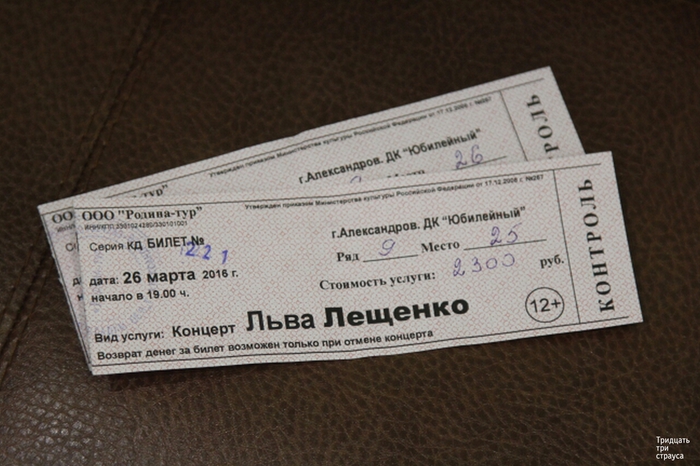 г.Александров. ДК "Юбилейный"
26
ООО "Родина-тур"
Утвержден приказом Министерства культуры Российской Федерации от 17.12.2008 г. №267
Серия КД БИЛЕТ №
221
г.Александров. ДК "Юбилейный"
Ряд 9 Место 25
дата: 26 марта 2016 г.
начало в 19.00 ч.
Стоимость услуги: 2300 руб.
Вид услуги: Концерт Льва Лещенко
12+
Возврат денег за билет возможен только при отмене концерта
КОНТРОЛЬ
Тридцать
три
страуса